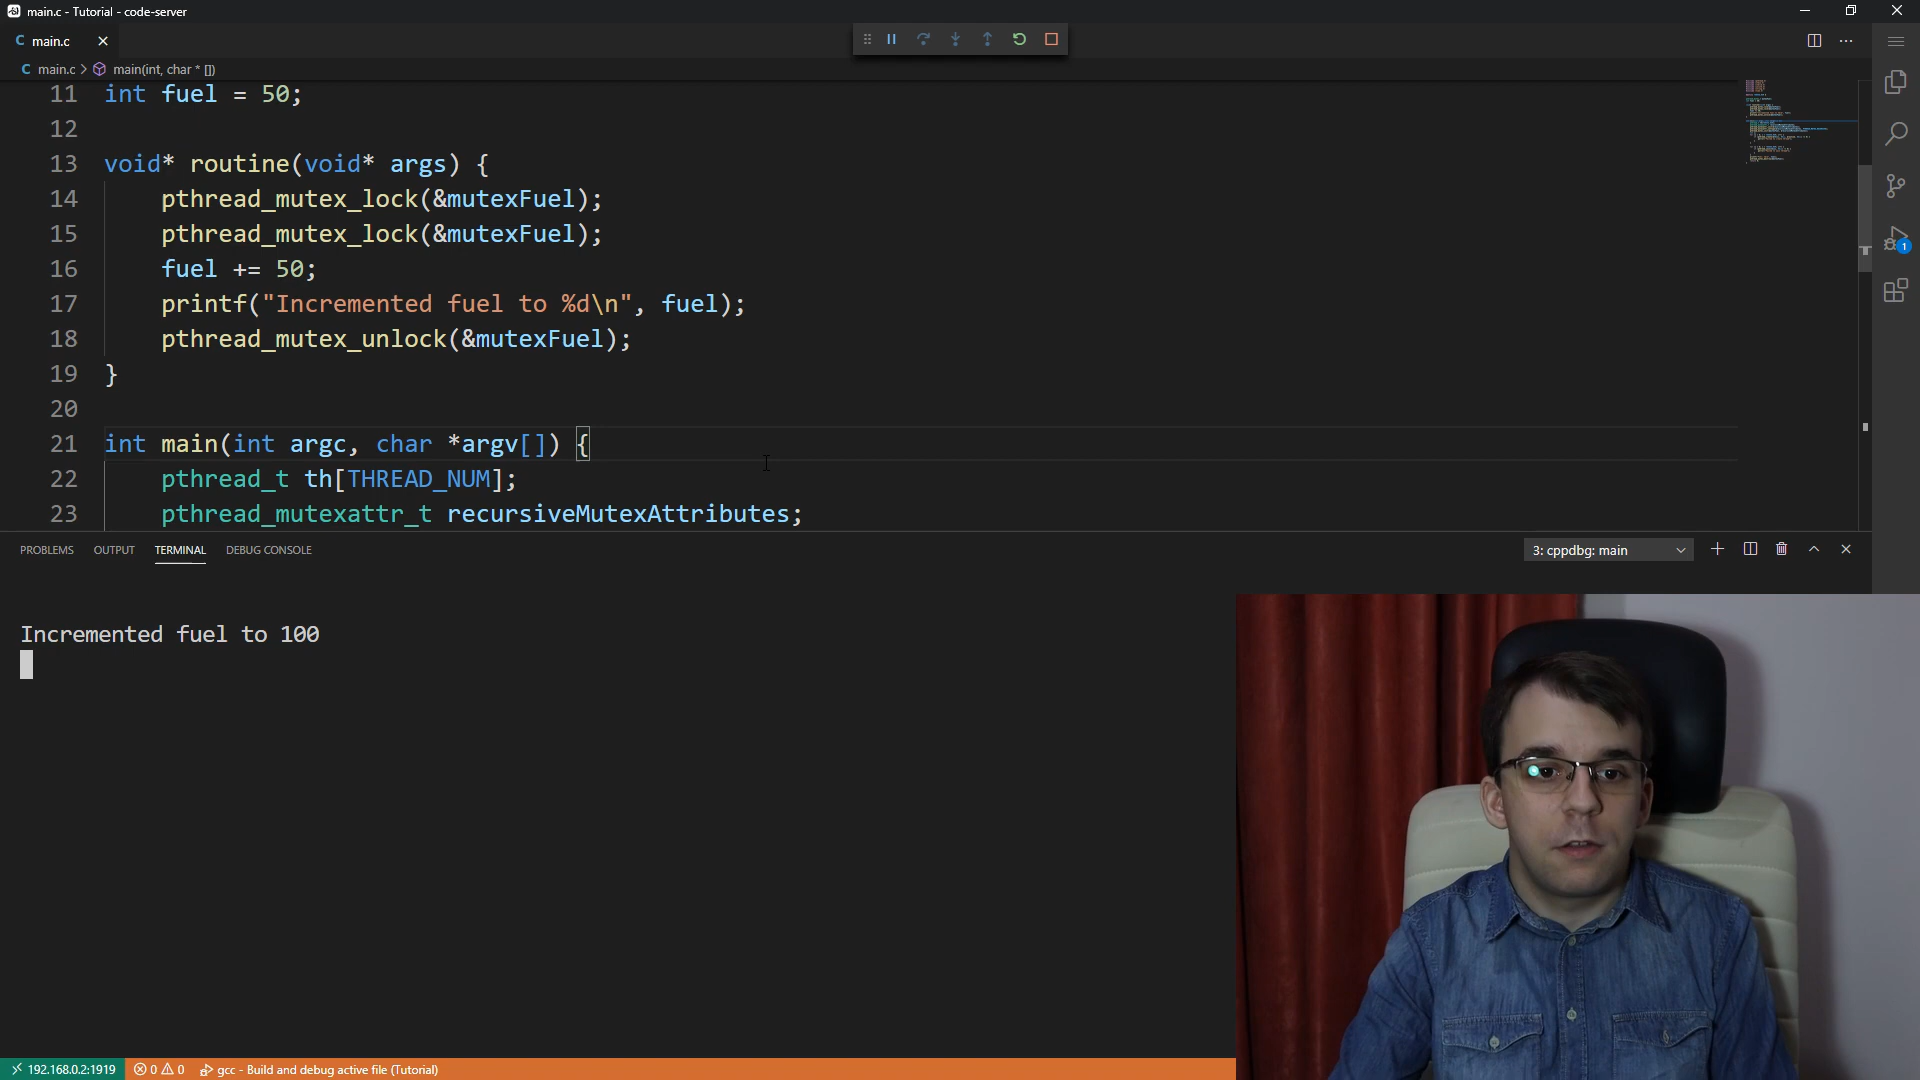 main.c - Tutorial - code-server
main.c
main.c > main(int, char * [])
11 int fuel = 50;
12
13 void* routine(void* args) {
14 pthread_mutex_lock(&mutexFuel);
15 pthread_mutex_lock(&mutexFuel);
16 fuel += 50;
17 printf("Incremented fuel to %d\n", fuel);
18 pthread_mutex_unlock(&mutexFuel);
19 }
20
21 int main(int argc, char *argv[]) {
22 pthread_t th[THREAD_NUM];
23 pthread_mutexattr_t recursiveMutexAttributes;
1
PROBLEMS OUTPUT TERMINAL DEBUG CONSOLE 3: cppdbg: main
Incremented fuel to 100
192.168.0.2:1919 0 0 gcc - Build and debug active file (Tutorial)